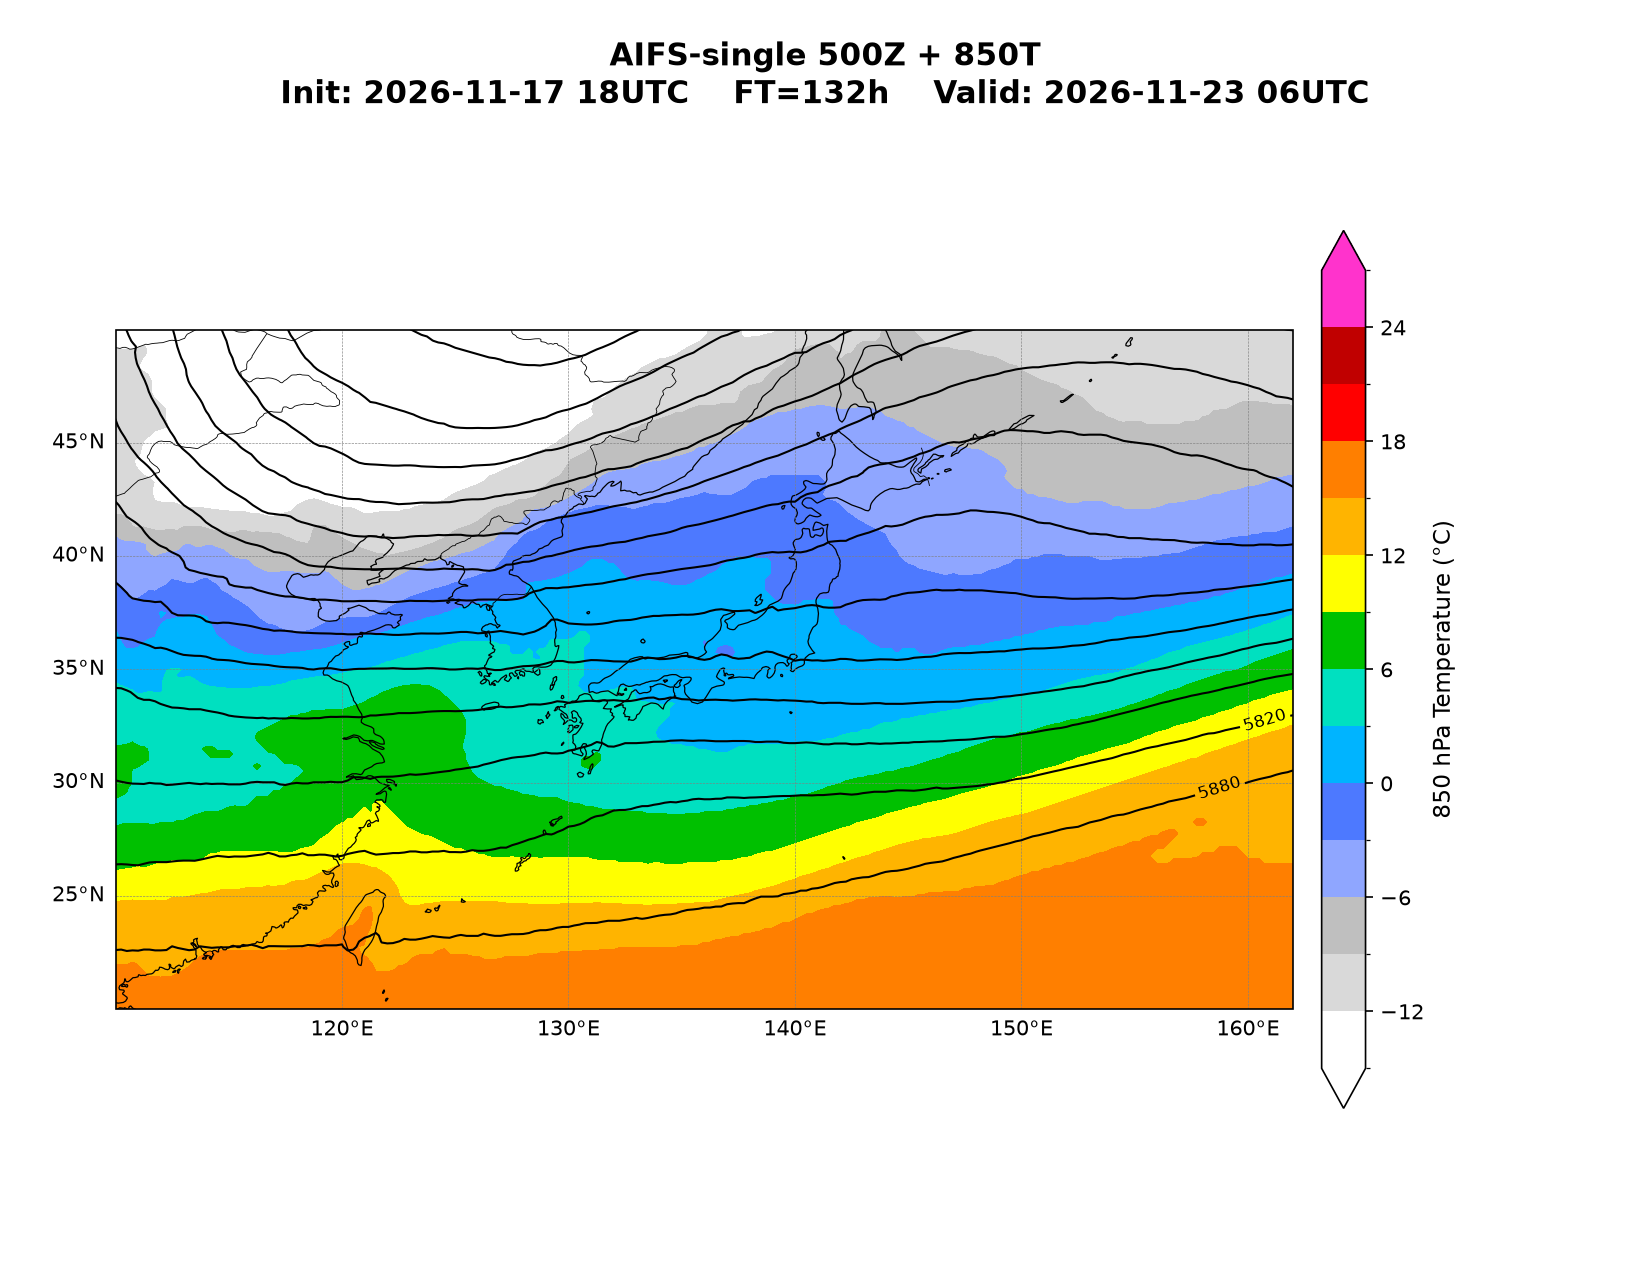 AIFS-single 500Z + 850T
Init: 2026-11-17 18UTC    FT=132h    Valid: 2026-11-23 06UTC
45°N
40°N
35°N
30°N
25°N
120°E
130°E
140°E
150°E
160°E
5820
5880
24
18
12
6
0
−6
−12
850 hPa Temperature (°C)